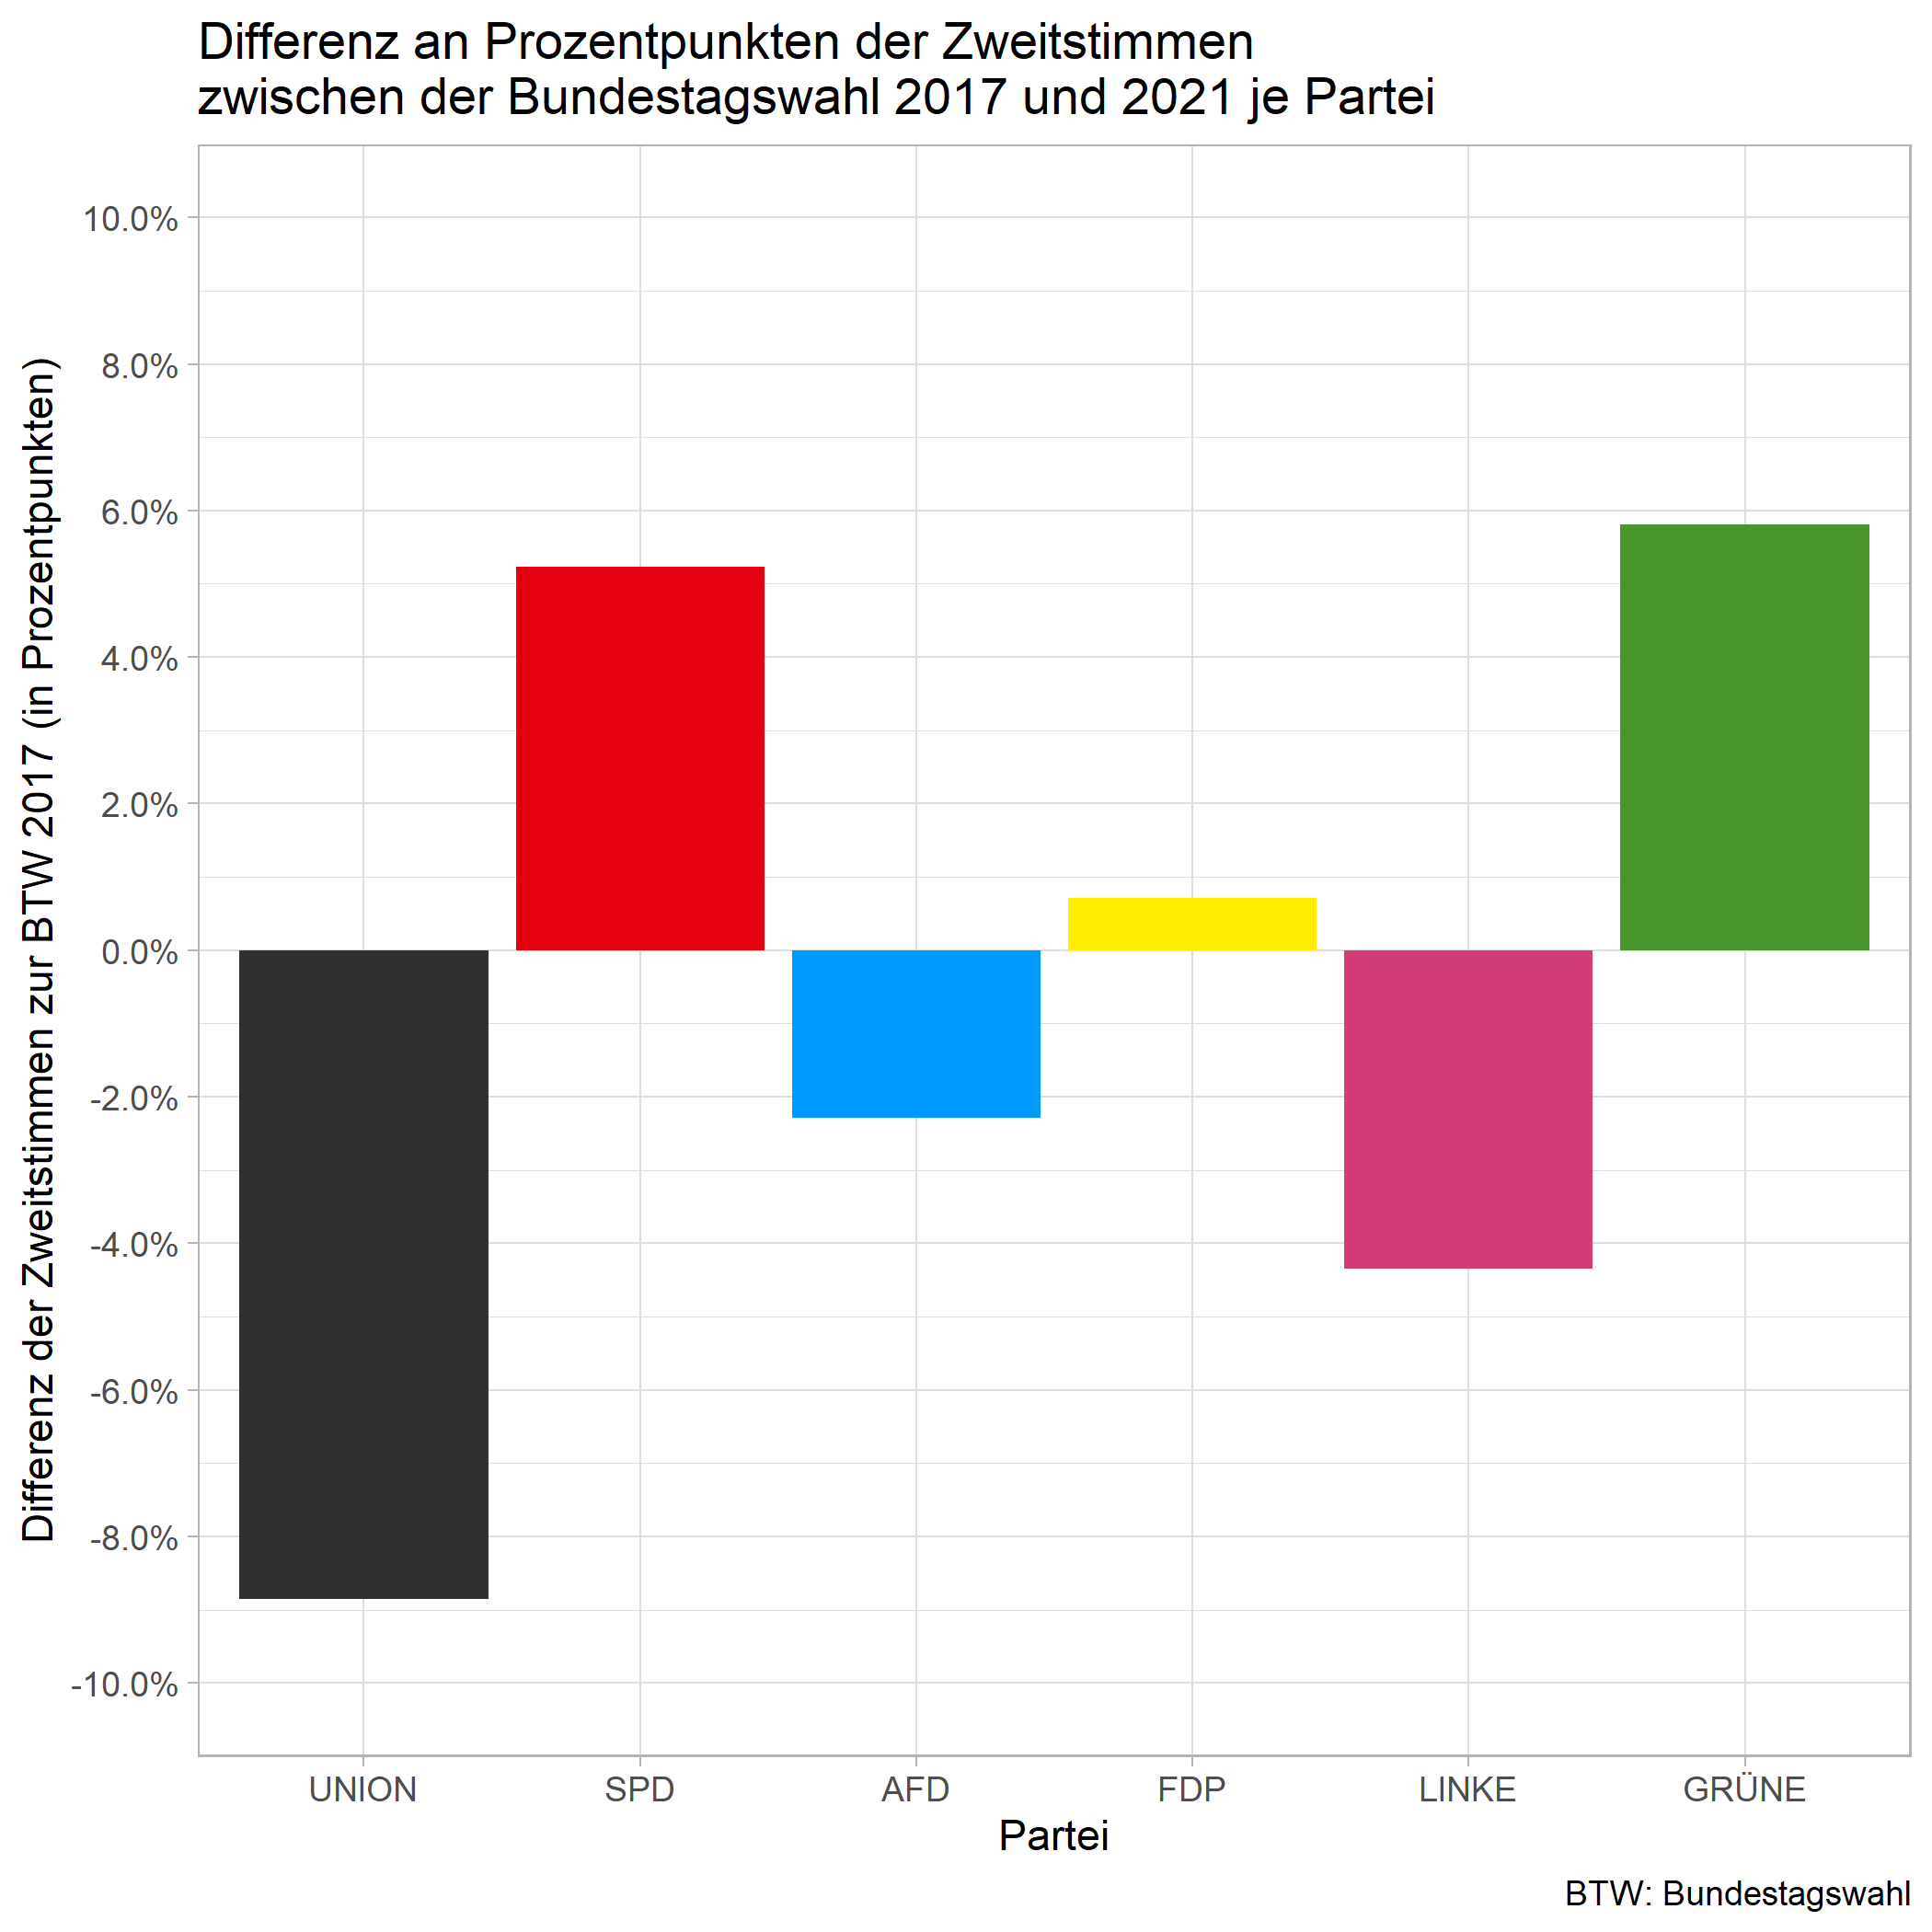 Differenz an Prozentpunkten der Zweitstimmen
zwischen der Bundestagswahl 2017 und 2021 je Partei
Differenz der Zweitstimmen zur BTW 2017 (in Prozentpunkten)
10.0%
8.0%
6.0%
4.0%
2.0%
0.0%
-2.0%
-4.0%
-6.0%
-8.0%
-10.0%
UNION SPD AFD FDP LINKE GRÜNE
Partei
BTW: Bundestagswahl